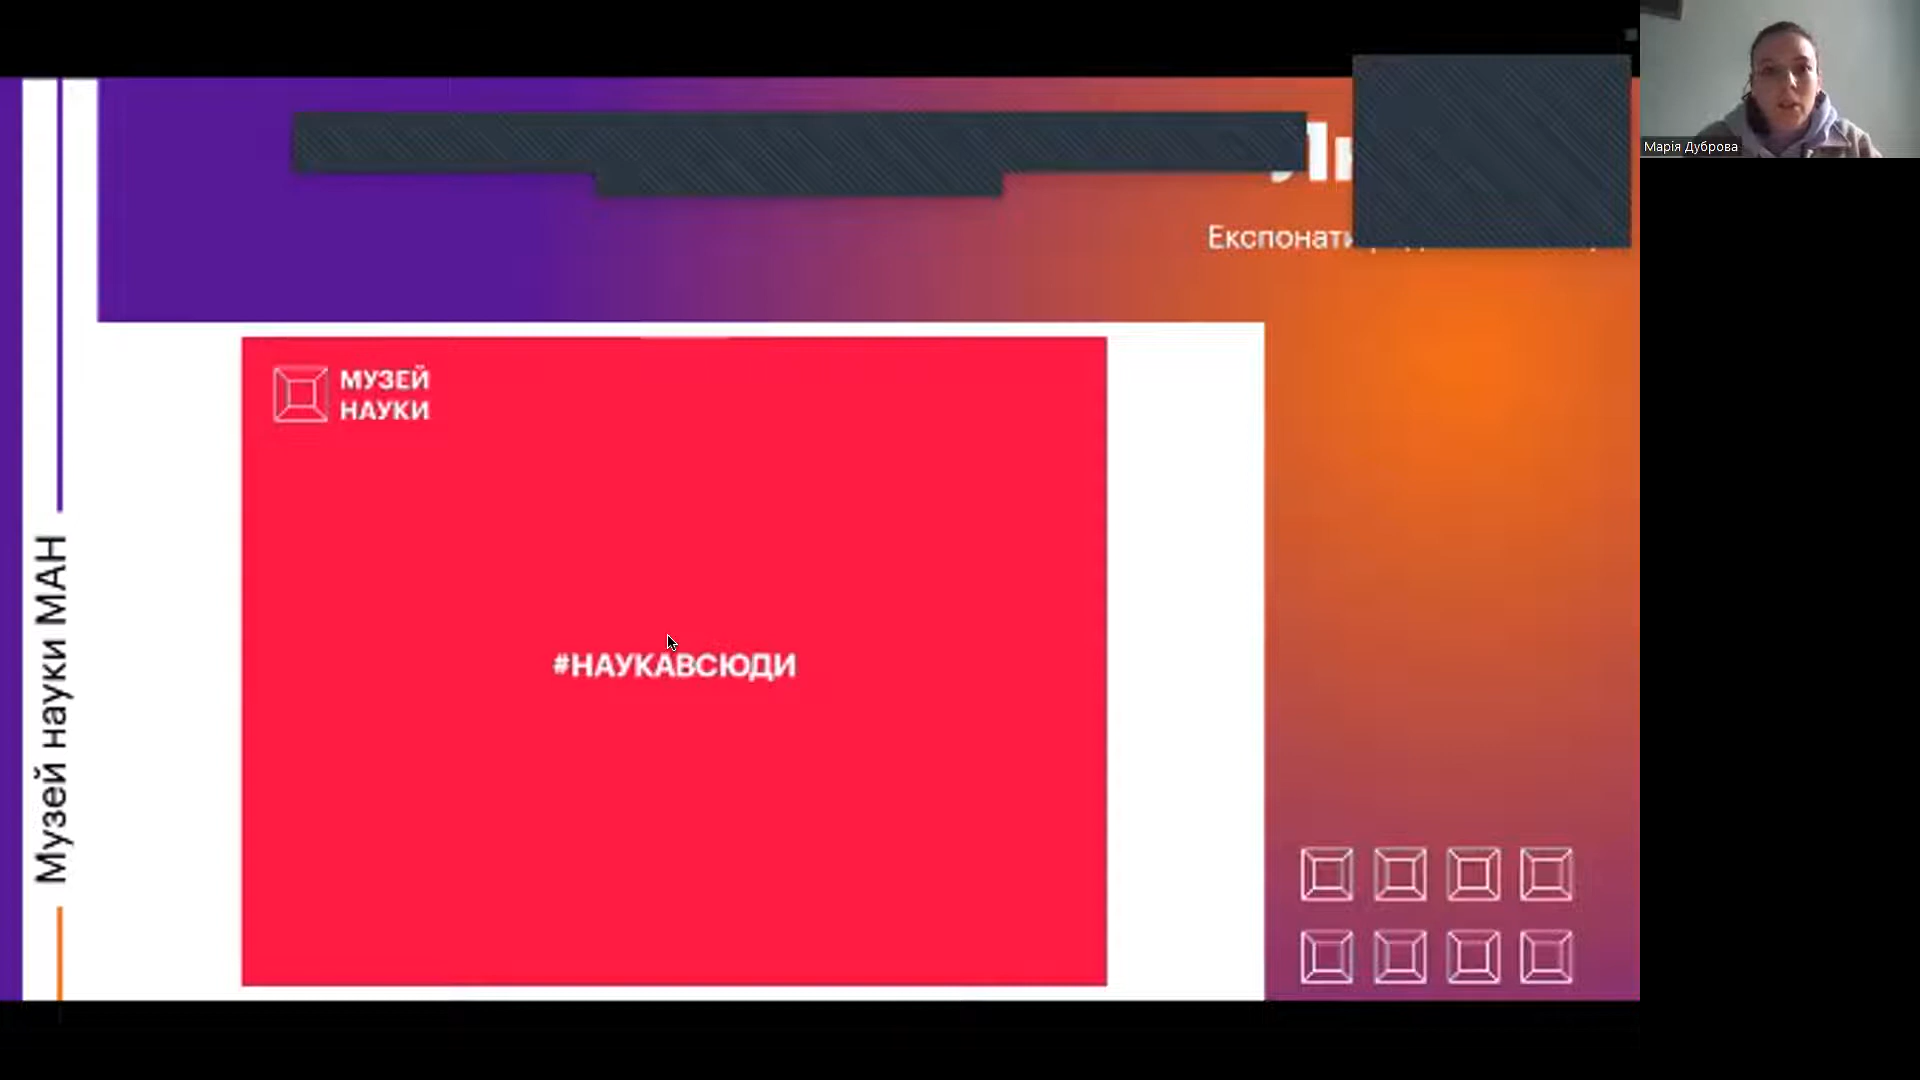 Марія Дуброва
Експонати
МУЗЕЙ
НАУКИ
#НАУКАВСЮДИ
Музей науки МАН